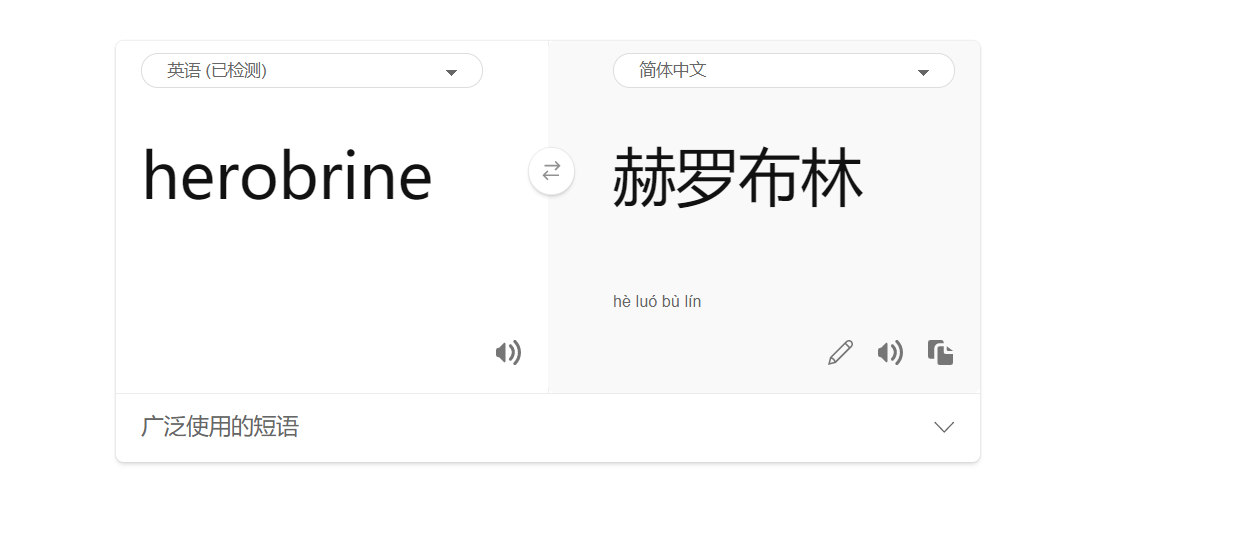 英语 (已检测)
简体中文
herobrine
赫罗布林
hè luó bù lín
广泛使用的短语